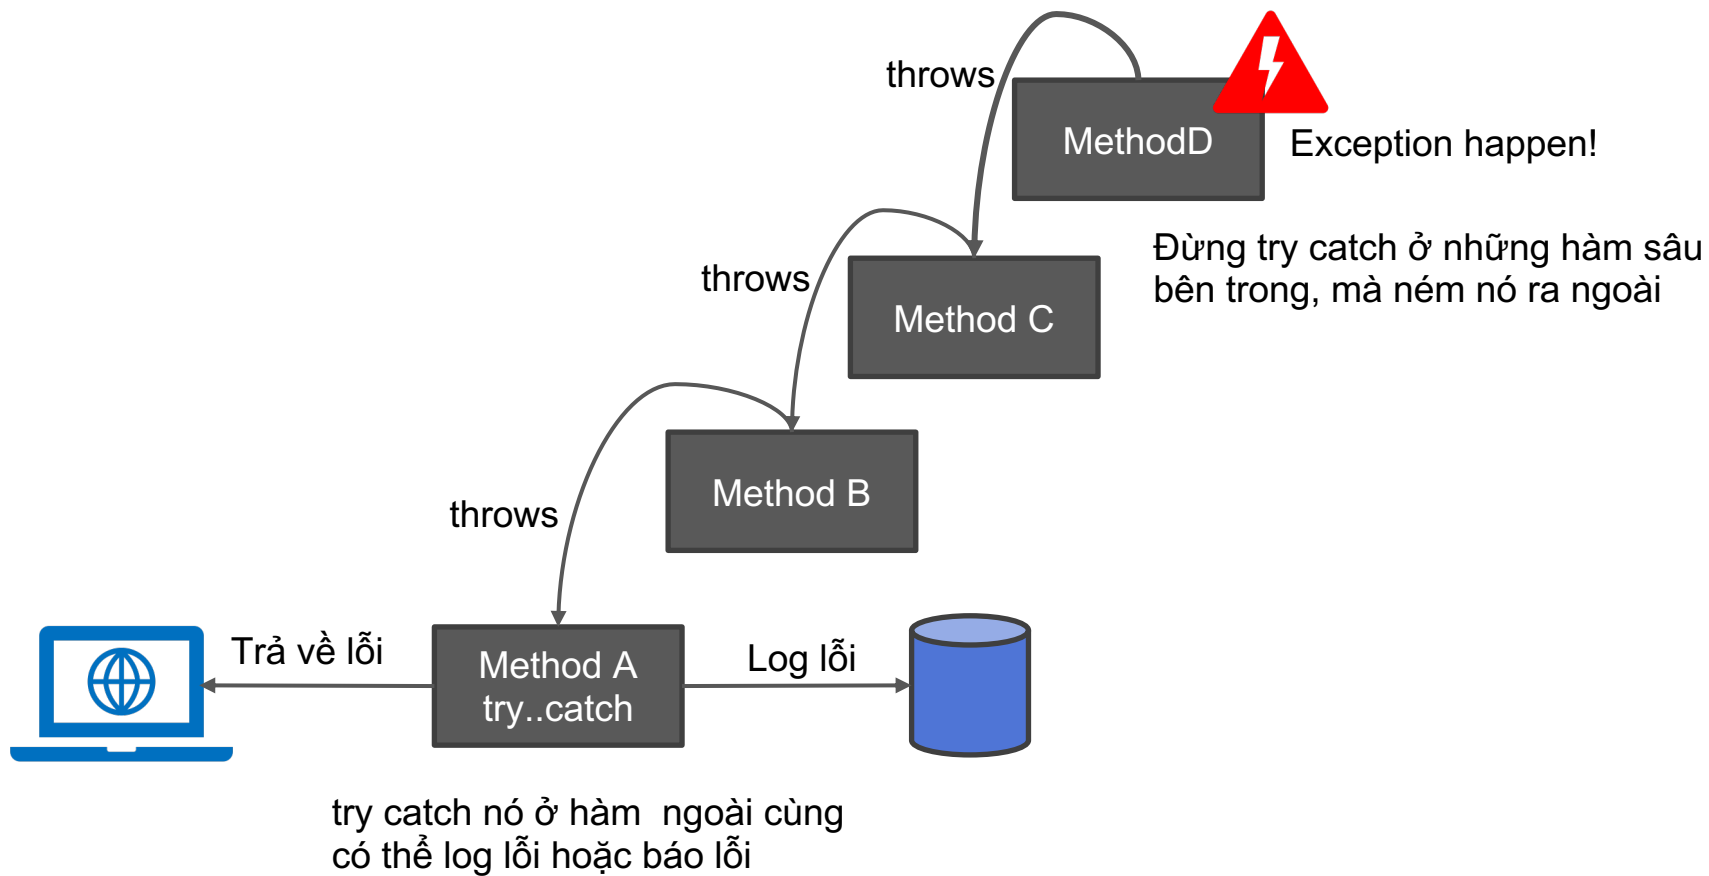 throws
MethodD
Exception happen!
Đừng try catch ở những hàm sâu
bên trong, mà ném nó ra ngoài
throws
Method C
throws
Method B
Trả về lỗi
Method A
try..catch
Log lỗi
try catch nó ở hàm ngoài cùng
có thể log lỗi hoặc báo lỗi